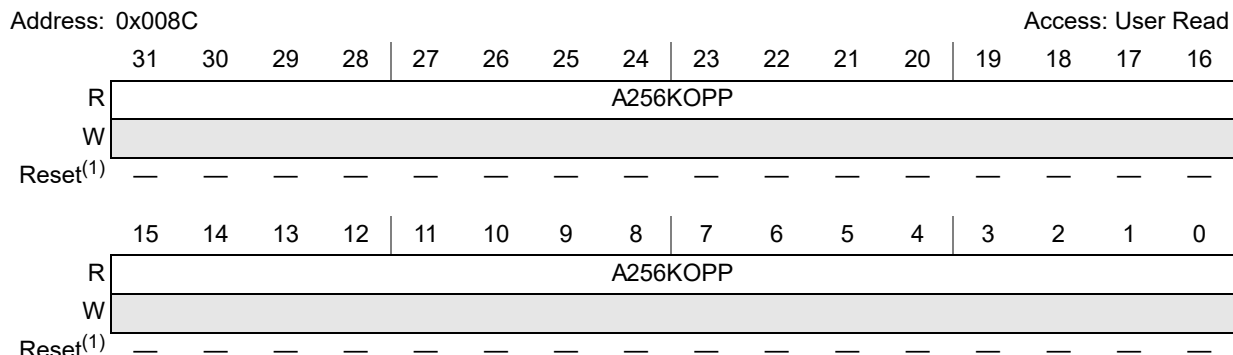 Address: 0x008C Access: User Read
31 30 29 28 27 26 25 24 23 22 21 20 19 18 17 16
R A256KOPP
W
Reset(1) — — — — — — — — — — — — — — — —
15 14 13 12 11 10 9 8 7 6 5 4 3 2 1 0
R A256KOPP
W
Reset(1) — — — — — — — — — — — — — — — —